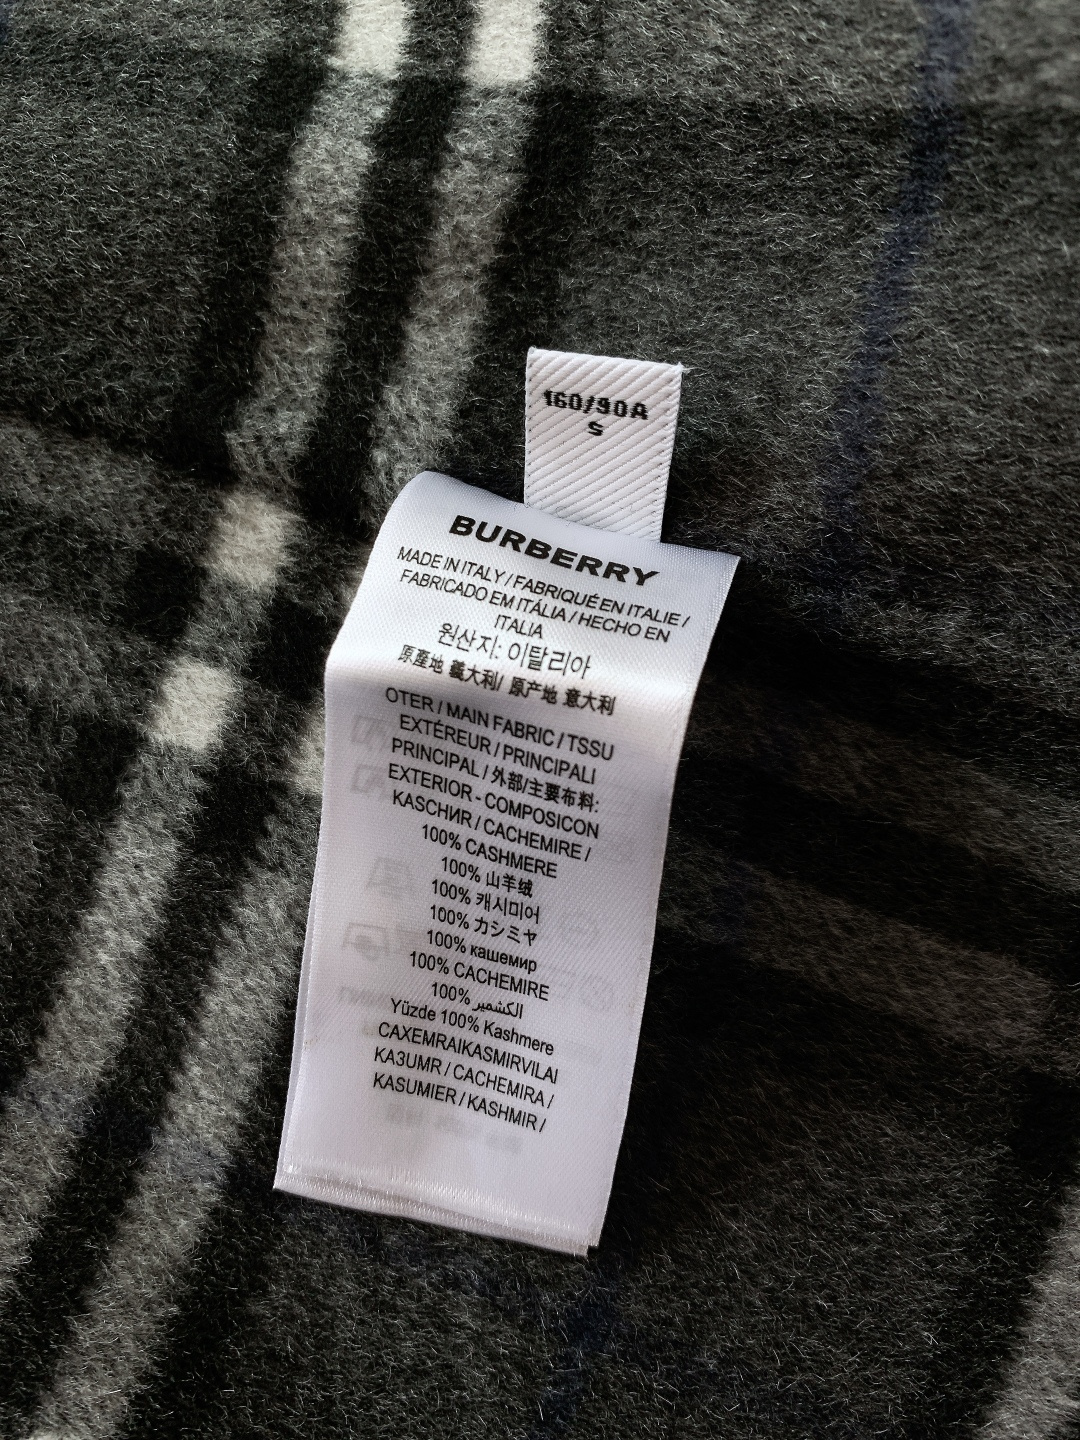 160/90A
S
BURBERRY
MADE IN ITALY / FABRIQUÉ EN ITALIE /
FABRICADO EM ITÁLIA / HECHO EN
ITALIA
원산지: 이탈리아
原產地 義大利/ 原产地 意大利
OTER / MAIN FABRIC / TSSU
EXTÉREUR / PRINCIPALI
PRINCIPAL / 外部/主要布料:
EXTERIOR - COMPOSICON
KASCHИR / CACHEMIRE /
100% CASHMERE
100% 山羊绒
100% 캐시미어
100% カシミヤ
100% кашемир
100% CACHEMIRE
100% الكشمير
Yüzde 100% Kashmere
CAXEMRAIKASMIRVILAI
KA3UMR / CACHEMIRA /
KASUMIER / KASHMIR /